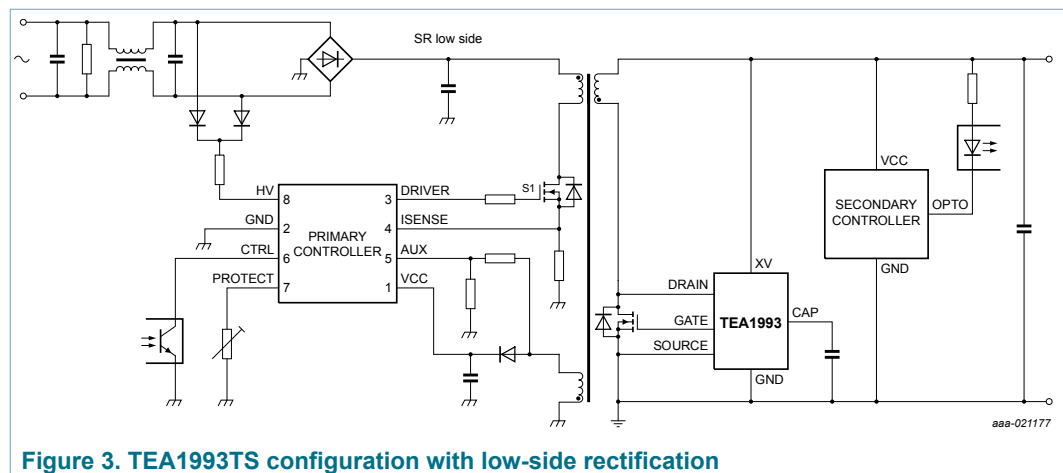 SR low side
HV
8
GND
2
CTRL
6
PROTECT
7
PRIMARY
CONTROLLER
3
DRIVER
4
ISENSE
5
AUX
1
VCC
S1
DRAIN
GATE
SOURCE
XV
TEA1993
CAP
GND
VCC
SECONDARY
CONTROLLER
OPTO
GND
aaa-021177
Figure 3. TEA1993TS configuration with low-side rectification